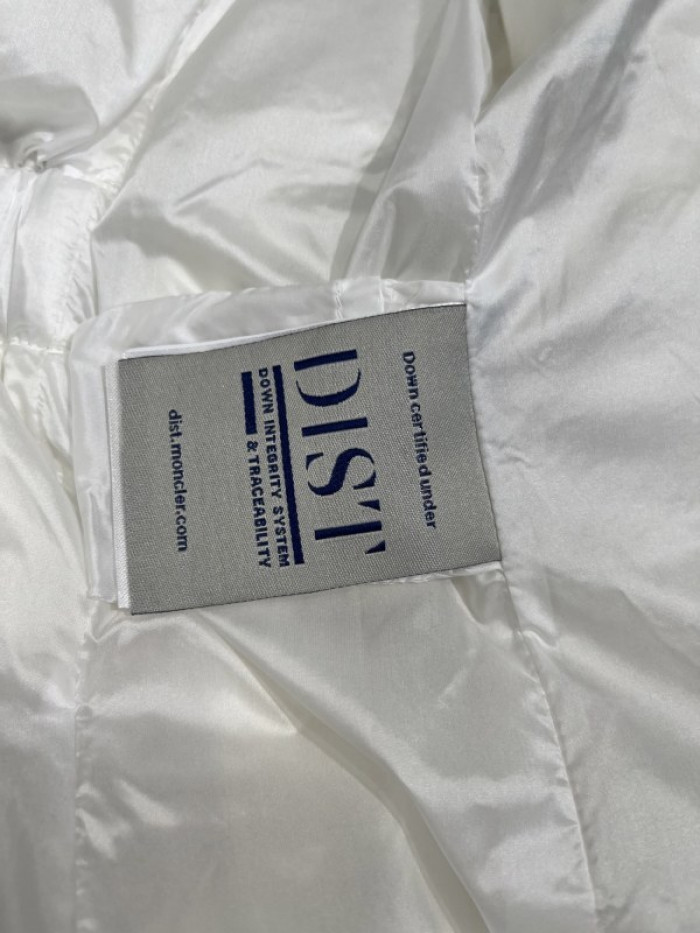 Down certified under
DIST
DOWN INTEGRITY SYSTEM
& TRACEABILITY
dist.moncler.com